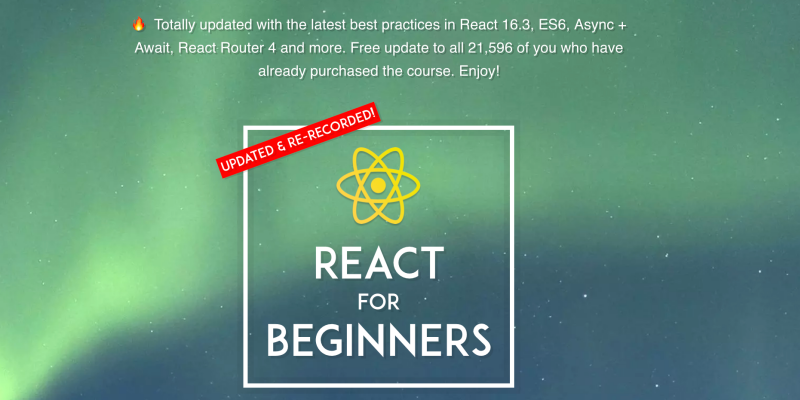 🔥 Totally updated with the latest best practices in React 16.3, ES6, Async +
Await, React Router 4 and more. Free update to all 21,596 of you who have
already purchased the course. Enjoy!
UPDATED & RE-RECORDED!
REACT
FOR
BEGINNERS